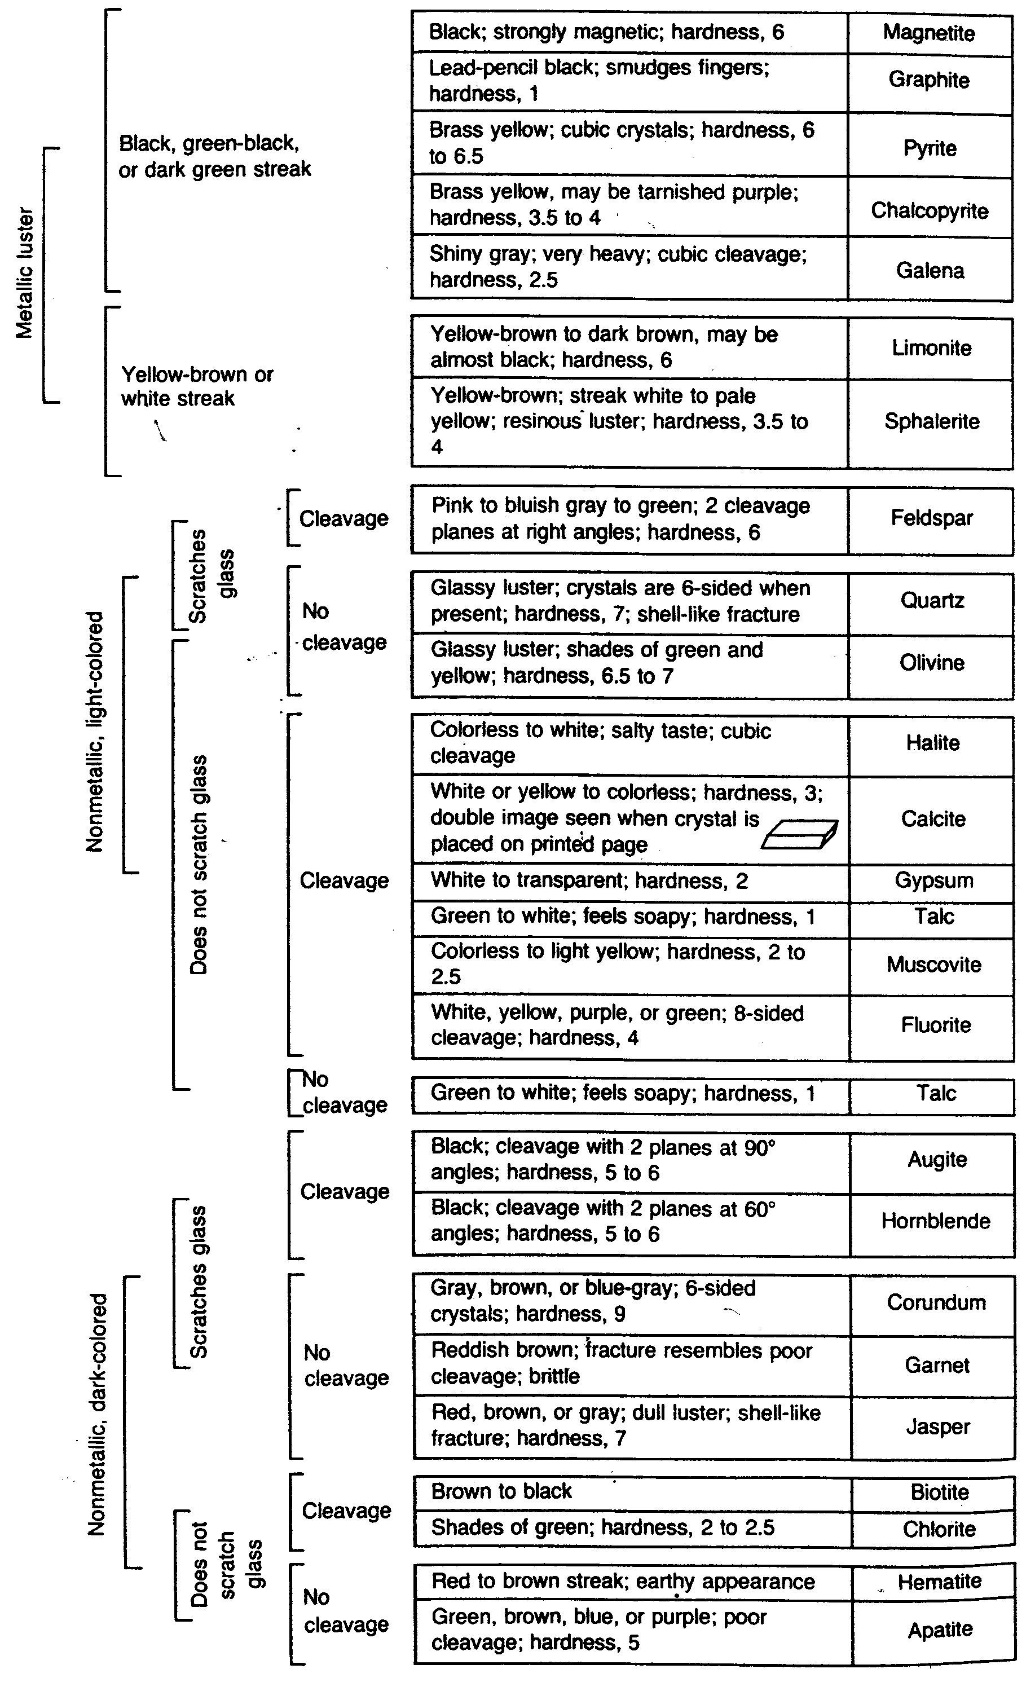 Metallic luster
Black, green-black,
or dark green streak
Black; strongly magnetic; hardness, 6
Magnetite
Lead-pencil black; smudges fingers;
hardness, 1
Graphite
Brass yellow; cubic crystals; hardness, 6
to 6.5
Pyrite
Brass yellow, may be tarnished purple;
hardness, 3.5 to 4
Chalcopyrite
Shiny gray; very heavy; cubic cleavage;
hardness, 2.5
Galena
Yellow-brown or
white streak
Yellow-brown to dark brown, may be
almost black; hardness, 6
Limonite
Yellow-brown; streak white to pale
yellow; resinous luster; hardness, 3.5 to
4
Sphalerite
Nonmetallic, light-colored
Scratches
glass
Cleavage
Pink to bluish gray to green; 2 cleavage
planes at right angles; hardness, 6
Feldspar
No
cleavage
Glassy luster; crystals are 6-sided when
present; hardness, 7; shell-like fracture
Quartz
Glassy luster; shades of green and
yellow; hardness, 6.5 to 7
Olivine
Does not scratch glass
Cleavage
Colorless to white; salty taste; cubic
cleavage
Halite
White or yellow to colorless; hardness, 3;
double image seen when crystal is
placed on printed page
Calcite
White to transparent; hardness, 2
Gypsum
Green to white; feels soapy; hardness, 1
Talc
Colorless to light yellow; hardness, 2 to
2.5
Muscovite
White, yellow, purple, or green; 8-sided
cleavage; hardness, 4
Fluorite
No
cleavage
Green to white; feels soapy; hardness, 1
Talc
Nonmetallic, dark-colored
Scratches glass
Cleavage
Black; cleavage with 2 planes at 90°
angles; hardness, 5 to 6
Augite
Black; cleavage with 2 planes at 60°
angles; hardness, 5 to 6
Hornblende
No
cleavage
Gray, brown, or blue-gray; 6-sided
crystals; hardness, 9
Corundum
Reddish brown; fracture resembles poor
cleavage; brittle
Garnet
Red, brown, or gray; dull luster; shell-like
fracture; hardness, 7
Jasper
Does not
scratch
glass
Cleavage
Brown to black
Biotite
Shades of green; hardness, 2 to 2.5
Chlorite
No
cleavage
Red to brown streak; earthy appearance
Hematite
Green, brown, blue, or purple; poor
cleavage; hardness, 5
Apatite